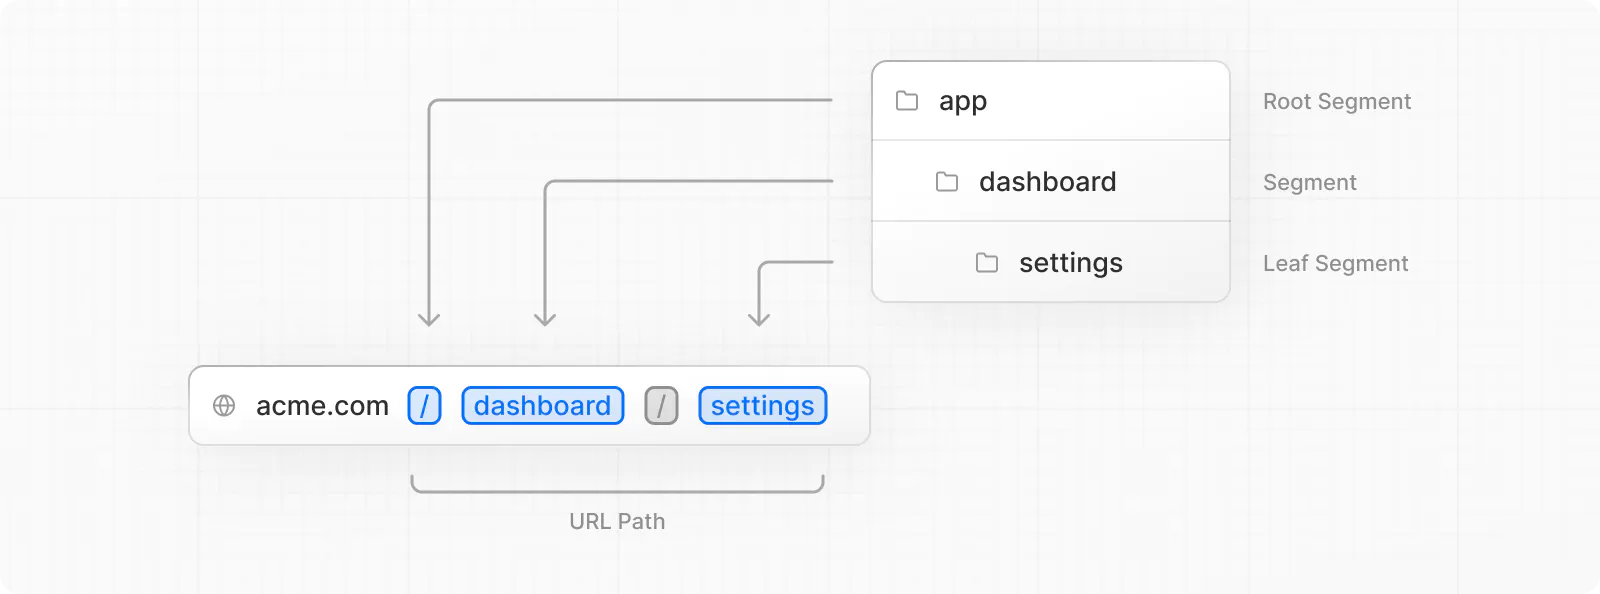 app
Root Segment
dashboard
Segment
settings
Leaf Segment
acme.com / dashboard / settings
URL Path